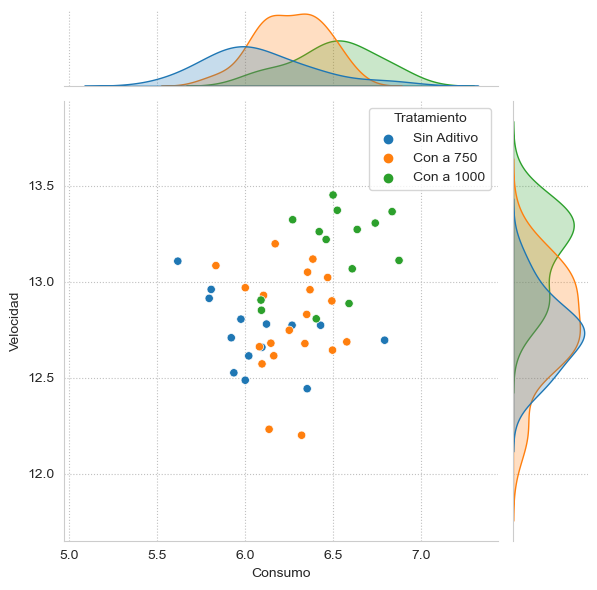 Tratamiento
Sin Aditivo
Con a 750
Con a 1000
13.5
13.0
12.5
12.0
Velocidad
5.0 5.5 6.0 6.5 7.0
Consumo